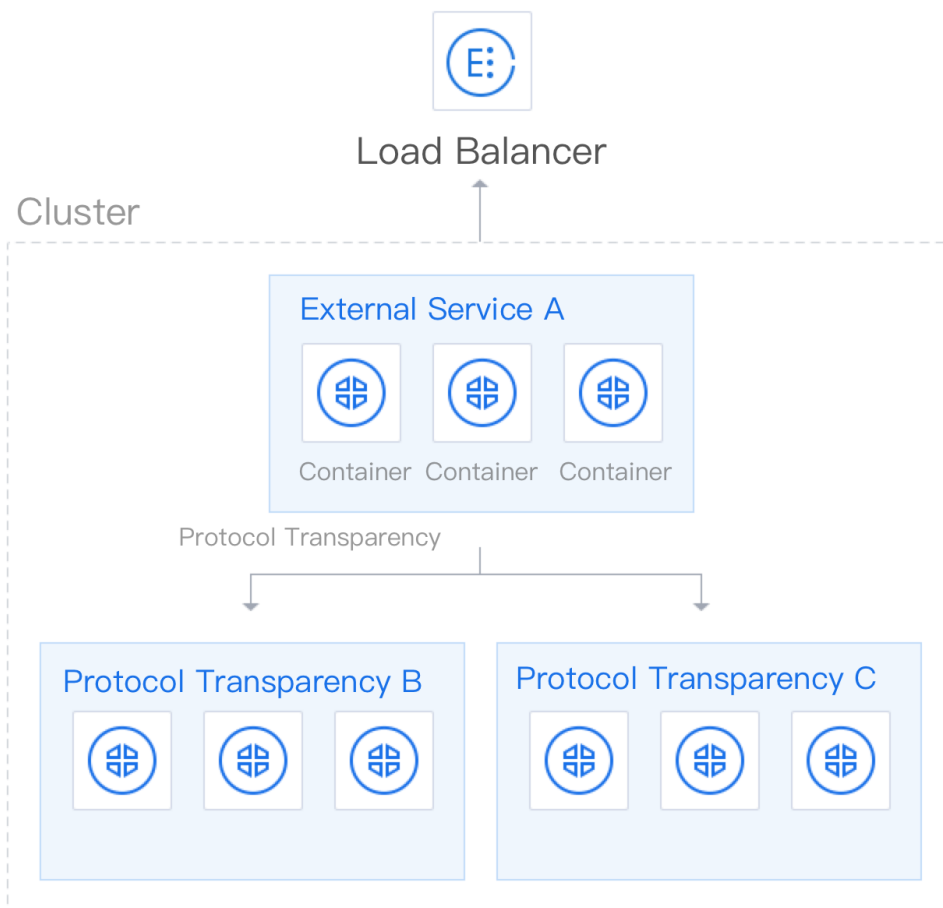 E
Load Balancer
Cluster
External Service A
Container Container Container
Protocol Transparency
Protocol Transparency B
Protocol Transparency C